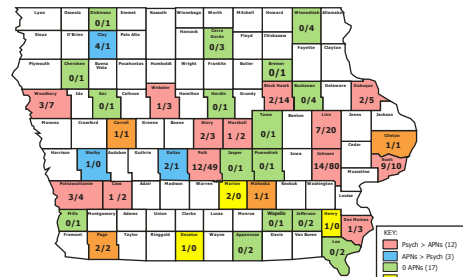 Lyon Osceola Dickinson Emmet Kossuth Winnebago Worth Mitchell Howard Winneshiek Allamakee
0/1
0/4
Sioux O'Brien Clay Palo Alto Hancock Cerro Gordo Floyd Chickasaw
4/1
0/3
Fayette Clayton
Plymouth Cherokee Buena Vista Pocahontas Humboldt Wright Franklin Butler Bremer
0/1
0/1
Woodbury Ida Sac Calhoun Webster Hamilton Hardin Grundy Black Hawk Buchanan Delaware Dubuque
3/7
0/1
1/3
0/1
2/14
0/4
2/5
Monona Crawford Carroll Greene Boone Story Marshall Tama Benton Linn Jones Jackson
1/1
2/3
1/2
0/1
7/20
Clinton
1/1
Cedar
Harrison Shelby Audubon Guthrie Dallas Polk Jasper Poweshiek Iowa Johnson Scott
1/0
2/1
12/49
0/1
0/1
14/80
9/10
Muscatine
Pottawattamie Cass Adair Madison Warren Marion Mahaska Keokuk Washington
3/4
1/2
2/0
1/1
Louisa
Mills Montgomery Adams Union Clarke Lucas Monroe Wapello Jefferson Henry Des Moines
0/1
0/1
0/2
1/0
1/3
Fremont Page Taylor Ringgold Decatur Wayne Appanoose Davis Van Buren Lee
2/2
1/0
0/2
0/2
KEY:
Psych > APNs (12)
APNs > Psych (3)
0 APNs (17)